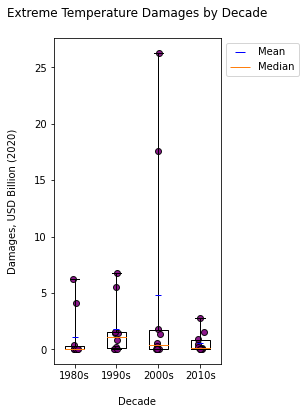 Extreme Temperature Damages by Decade
Mean
Median
Damages, USD Billion (2020)
25
20
15
10
5
0
1980s 1990s 2000s 2010s
Decade